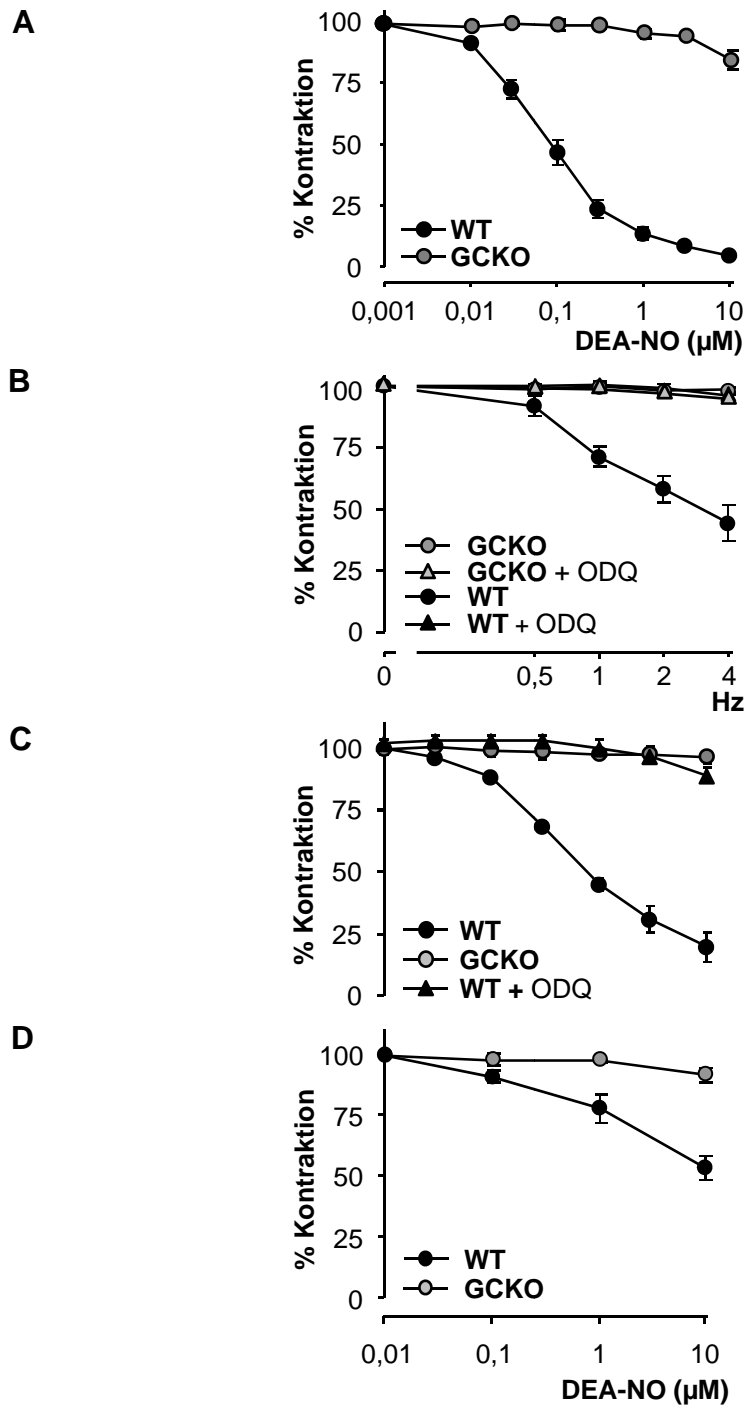 A
% Kontraktion
100
75
50
25
0
WT
GCKO
0,001 0,01 0,1 1 10
DEA-NO (µM)
B
% Kontraktion
100
75
50
25
0
GCKO
GCKO + ODQ
WT
WT + ODQ
0 0,5 1 2 4
Hz
C
% Kontraktion
100
75
50
25
0
WT
GCKO
WT + ODQ
D
% Kontraktion
100
75
50
25
0
WT
GCKO
0,01 0,1 1 10
DEA-NO (µM)